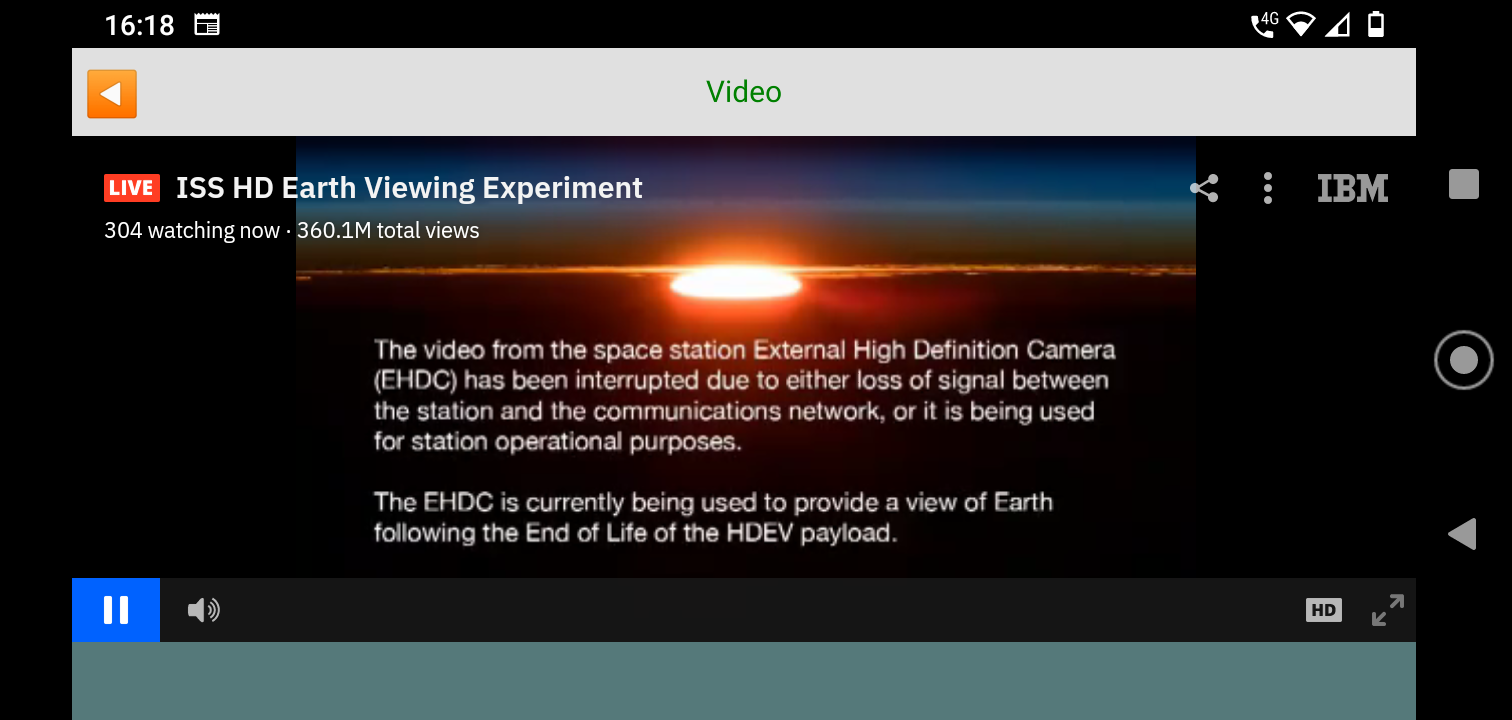 16:18
4G
Video
LIVE ISS HD Earth Viewing Experiment
IBM
304 watching now · 360.1M total views
The video from the space station External High Definition Camera
(EHDC) has been interrupted due to either loss of signal between
the station and the communications network, or it is being used
for station operational purposes.
The EHDC is currently being used to provide a view of Earth
following the End of Life of the HDEV payload.
HD